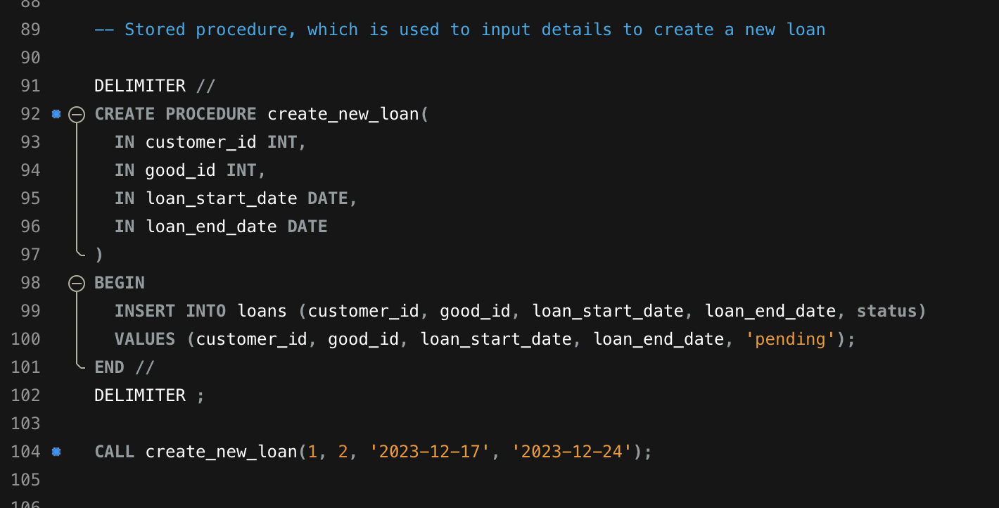 88
89 -- Stored procedure, which is used to input details to create a new loan
90
91 DELIMITER //
92 CREATE PROCEDURE create_new_loan(
93 IN customer_id INT,
94 IN good_id INT,
95 IN loan_start_date DATE,
96 IN loan_end_date DATE
97 )
98 BEGIN
99 INSERT INTO loans (customer_id, good_id, loan_start_date, loan_end_date, status)
100 VALUES (customer_id, good_id, loan_start_date, loan_end_date, 'pending');
101 END //
102 DELIMITER ;
103
104 CALL create_new_loan(1, 2, '2023-12-17', '2023-12-24');
105
106